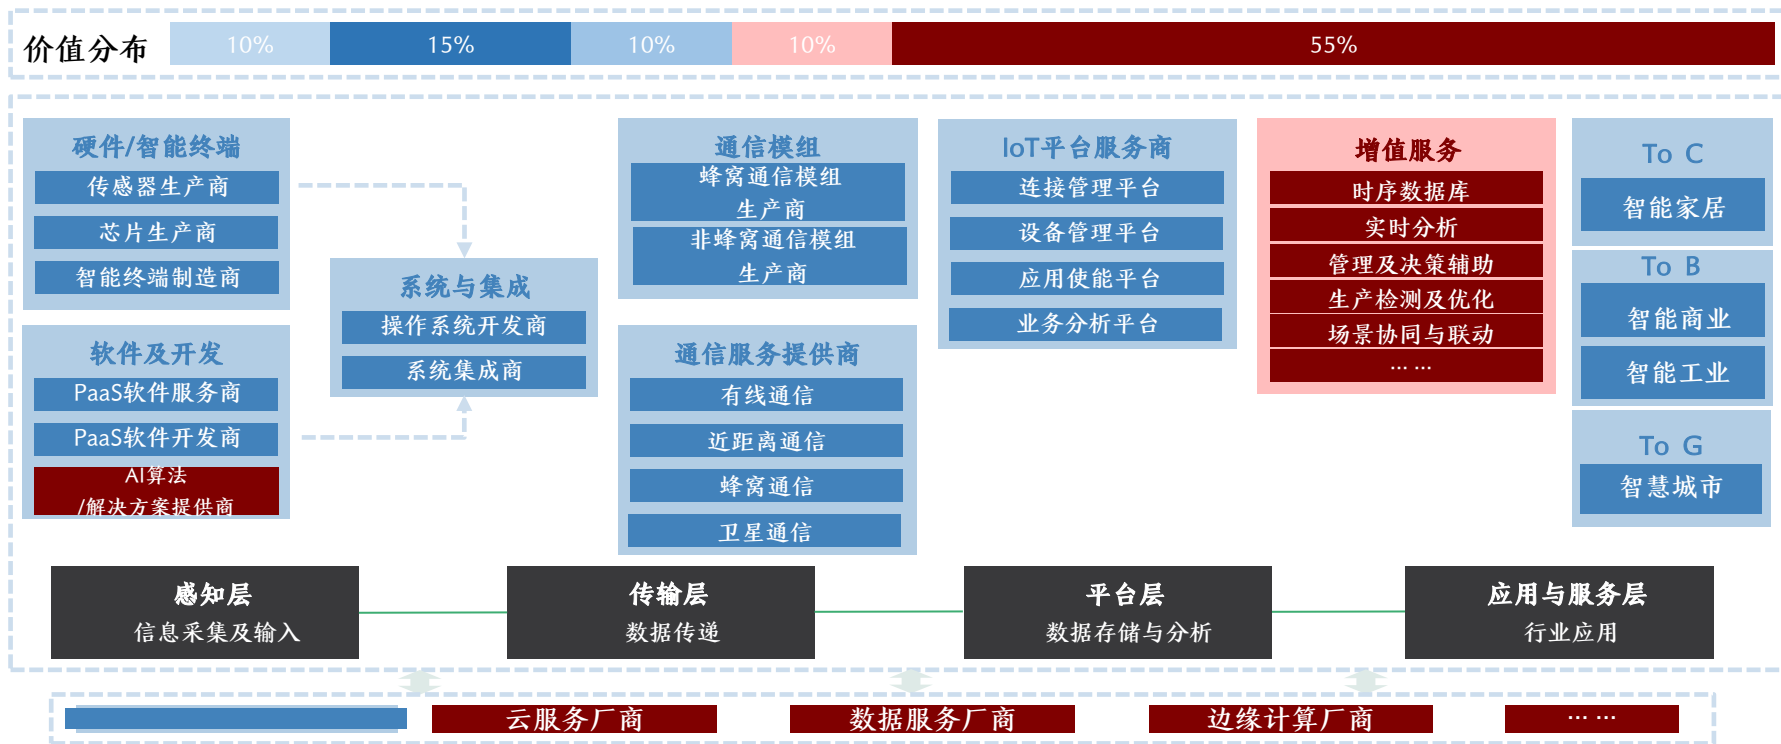 价值分布
10%
15%
10%
10%
55%
硬件/智能终端
传感器生产商
芯片生产商
智能终端制造商
软件及开发
PaaS软件服务商
PaaS软件开发商
AI算法
/解决方案提供商
系统与集成
操作系统开发商
系统集成商
通信模组
蜂窝通信模组
生产商
非蜂窝通信模组
生产商
通信服务提供商
有线通信
近距离通信
蜂窝通信
卫星通信
IoT平台服务商
连接管理平台
设备管理平台
应用使能平台
业务分析平台
增值服务
时序数据库
实时分析
管理及决策辅助
生产检测及优化
场景协同与联动
... ...
To C
智能家居
To B
智能商业
智能工业
To G
智慧城市
感知层
信息采集及输入
传输层
数据传递
平台层
数据存储与分析
应用与服务层
行业应用
云服务厂商
数据服务厂商
边缘计算厂商
... ...